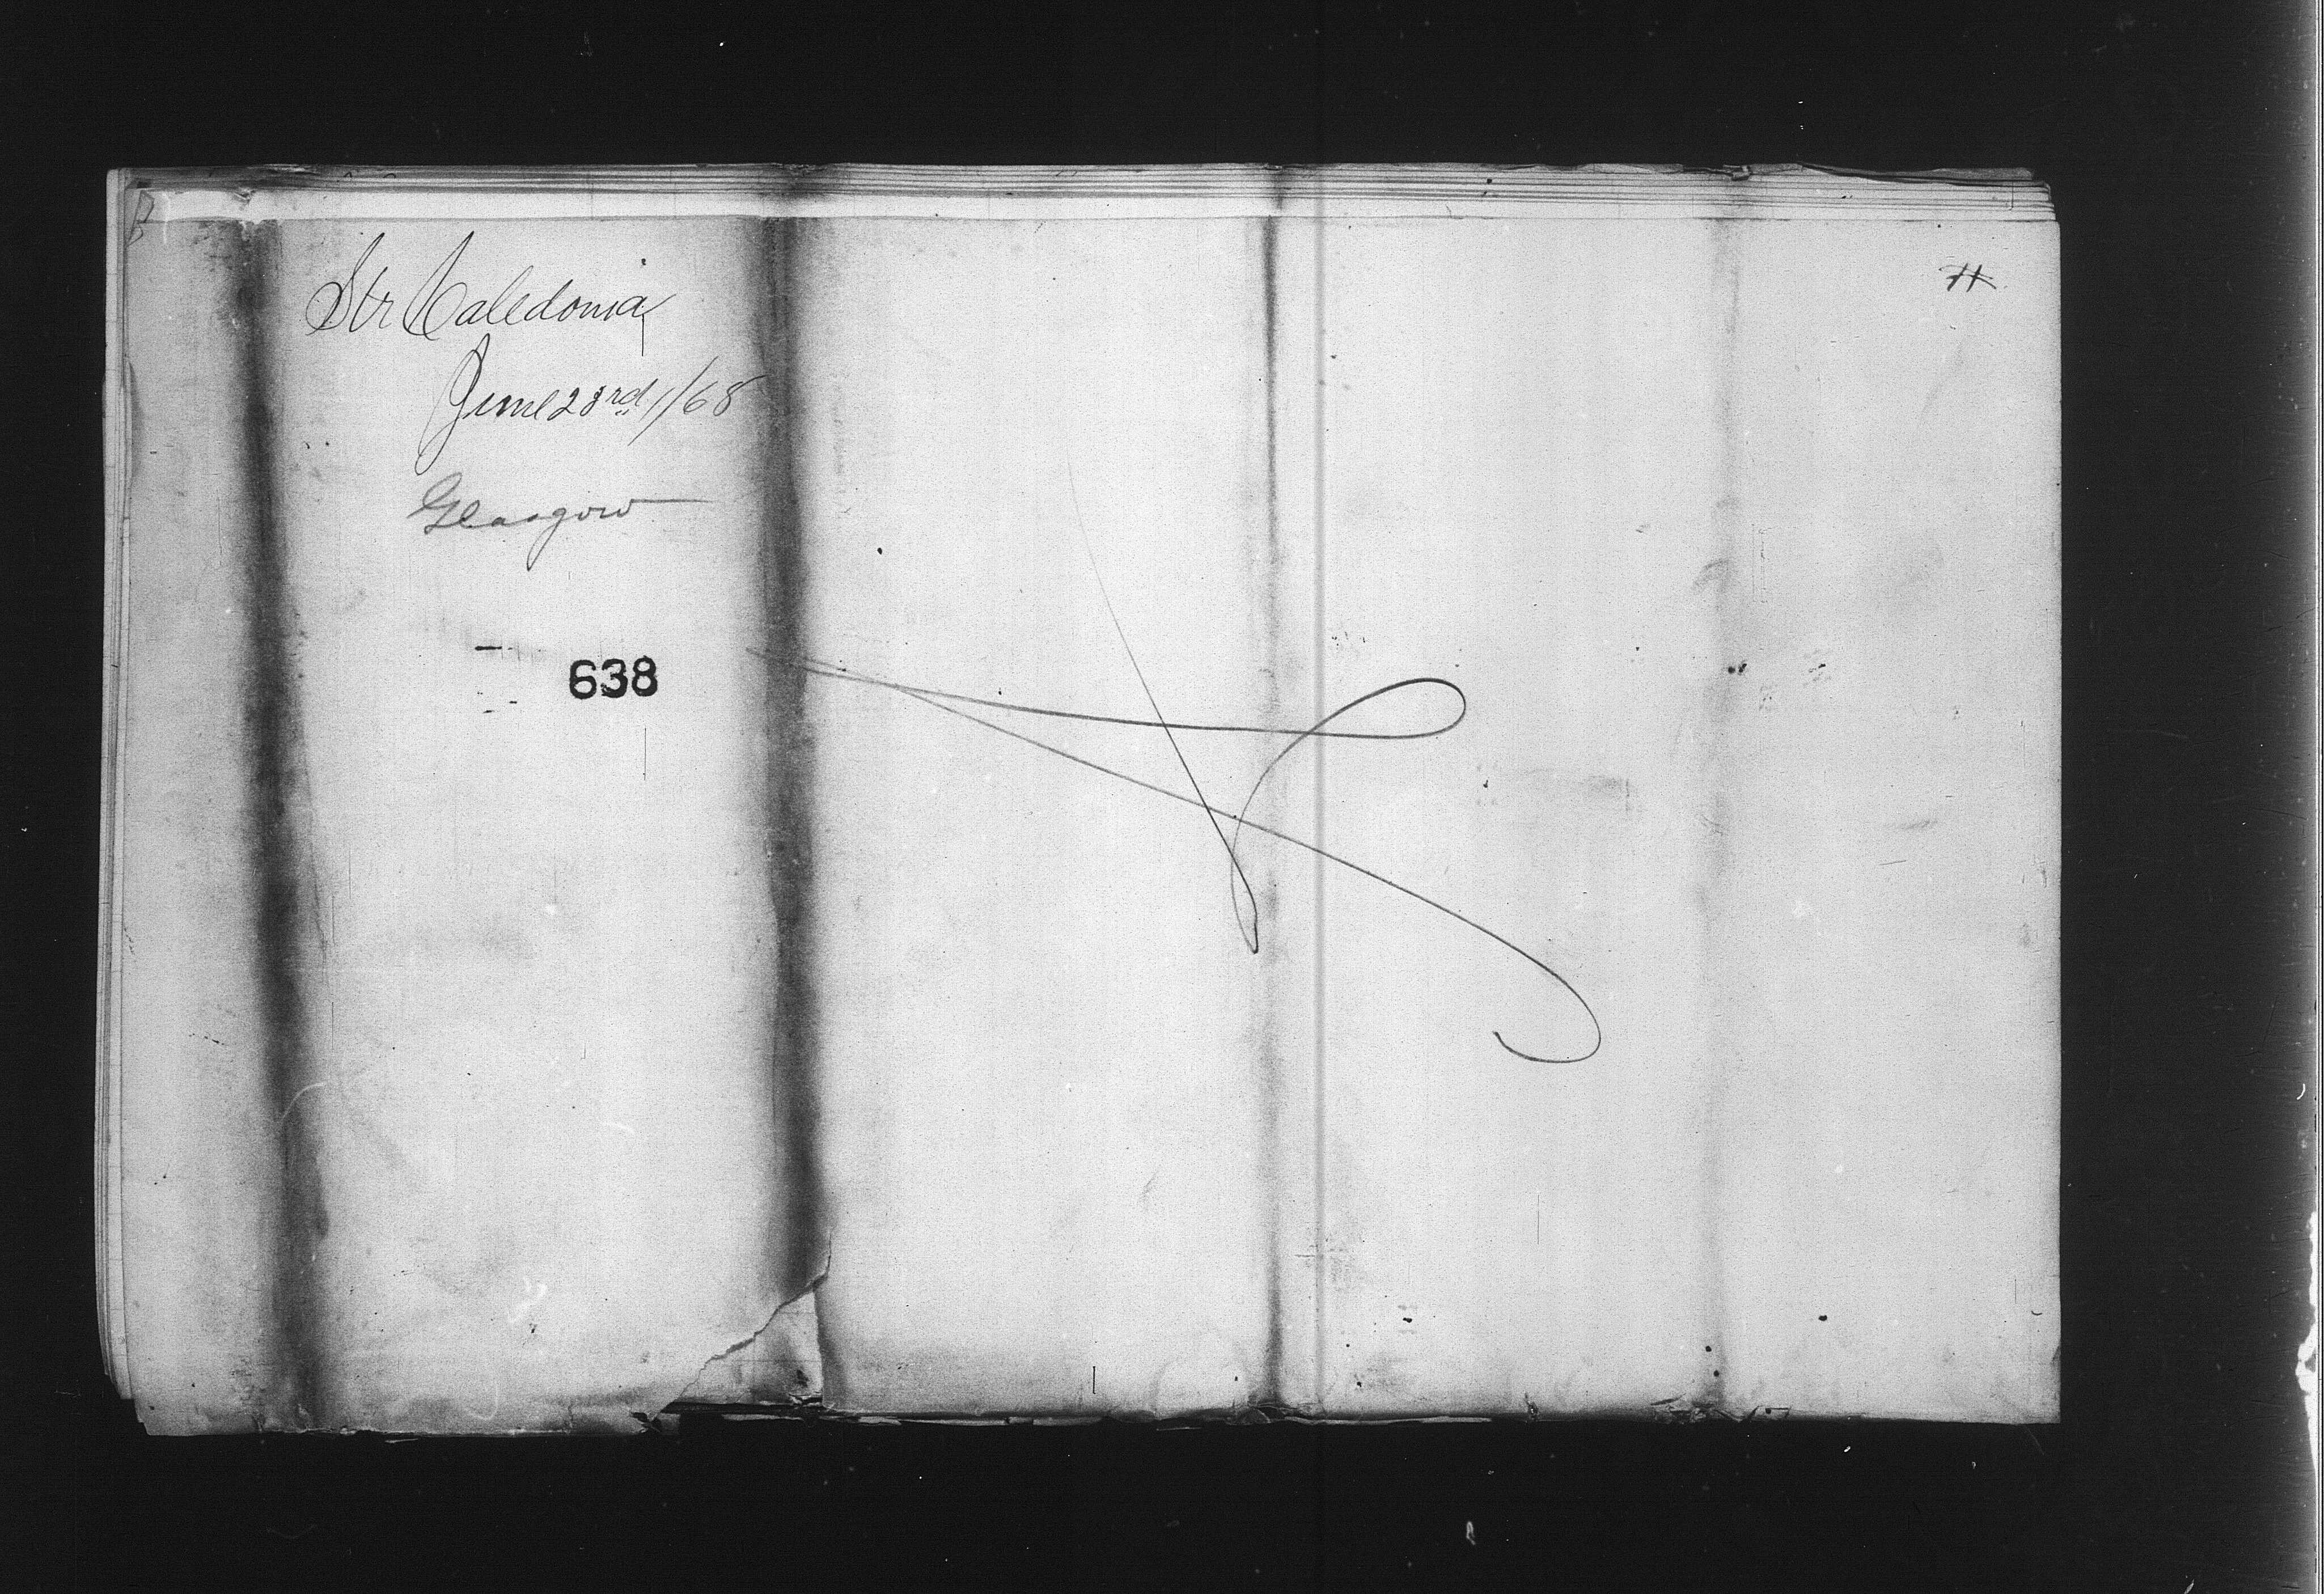 Str Caledonia
June 23rd /68
Glasgow
638